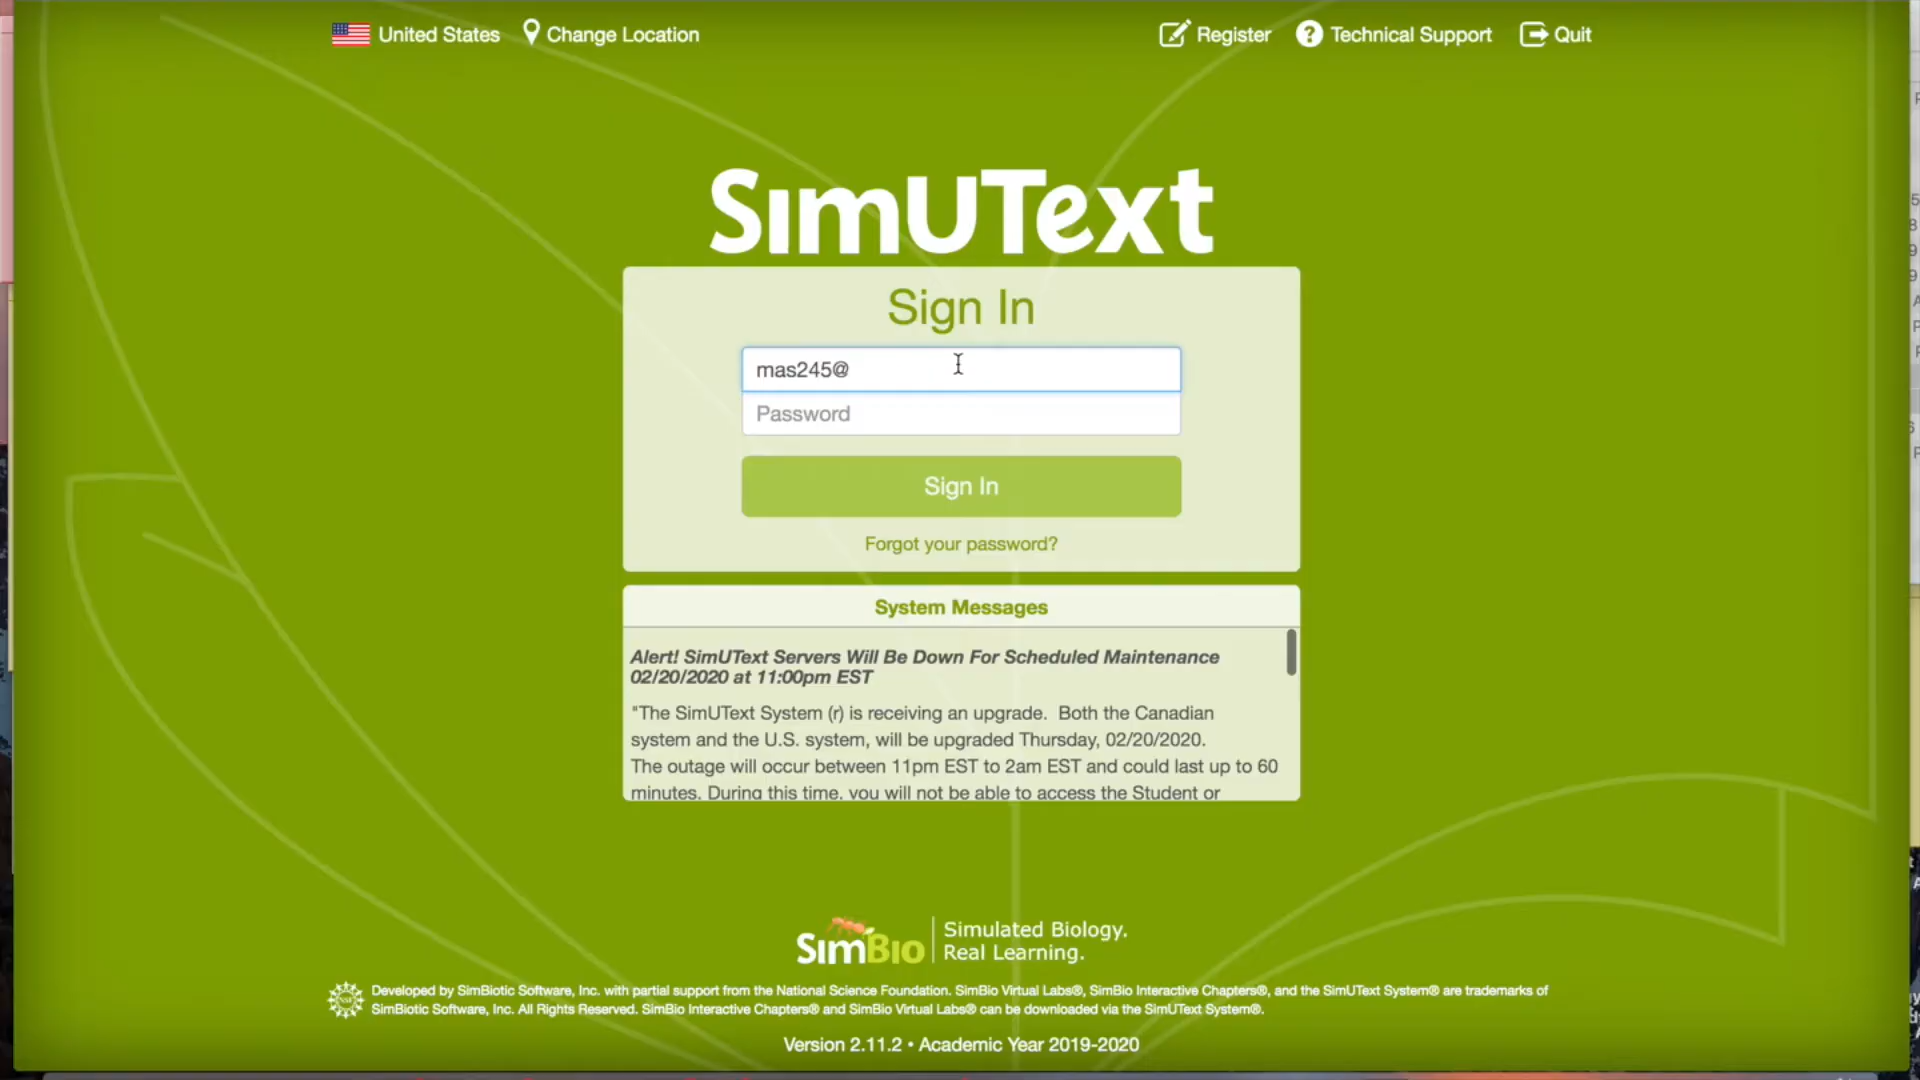 United States Change Location Register Technical Support Quit
SimUText
Sign In
mas245@
Password
Sign In
Forgot your password?
System Messages
Alert! SimUText Servers Will Be Down For Scheduled Maintenance
02/20/2020 at 11:00pm EST
"The SimUText System (r) is receiving an upgrade. Both the Canadian
system and the U.S. system, will be upgraded Thursday, 02/20/2020.
The outage will occur between 11pm EST to 2am EST and could last up to 60
minutes. During this time, you will not be able to access the Student or
SimBio
Simulated Biology.
Real Learning.
NSF
Developed by SimBiotic Software, Inc. with partial support from the National Science Foundation. SimBio Virtual Labs®, SimBio Interactive Chapters®, and the SimUText System® are trademarks of
SimBiotic Software, Inc. All Rights Reserved. SimBio Interactive Chapters® and SimBio Virtual Labs® can be downloaded via the SimUText System®.
Version 2.11.2 • Academic Year 2019-2020